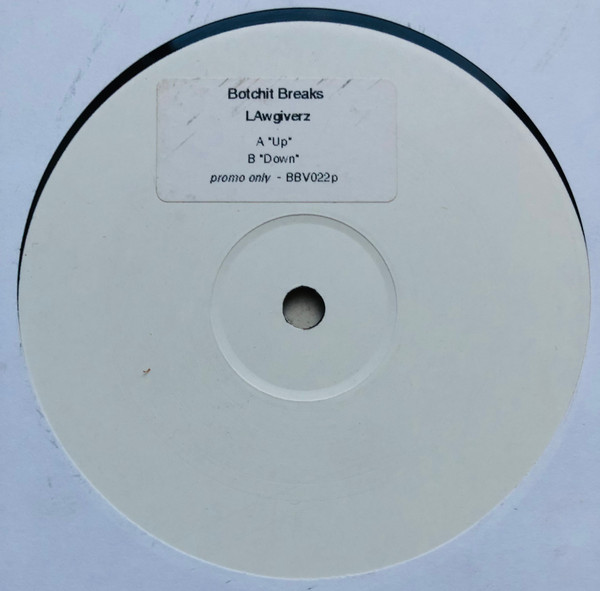 Botchit Breaks
LAwgiverz
A "Up"
B "Down"
promo only - BBV022p